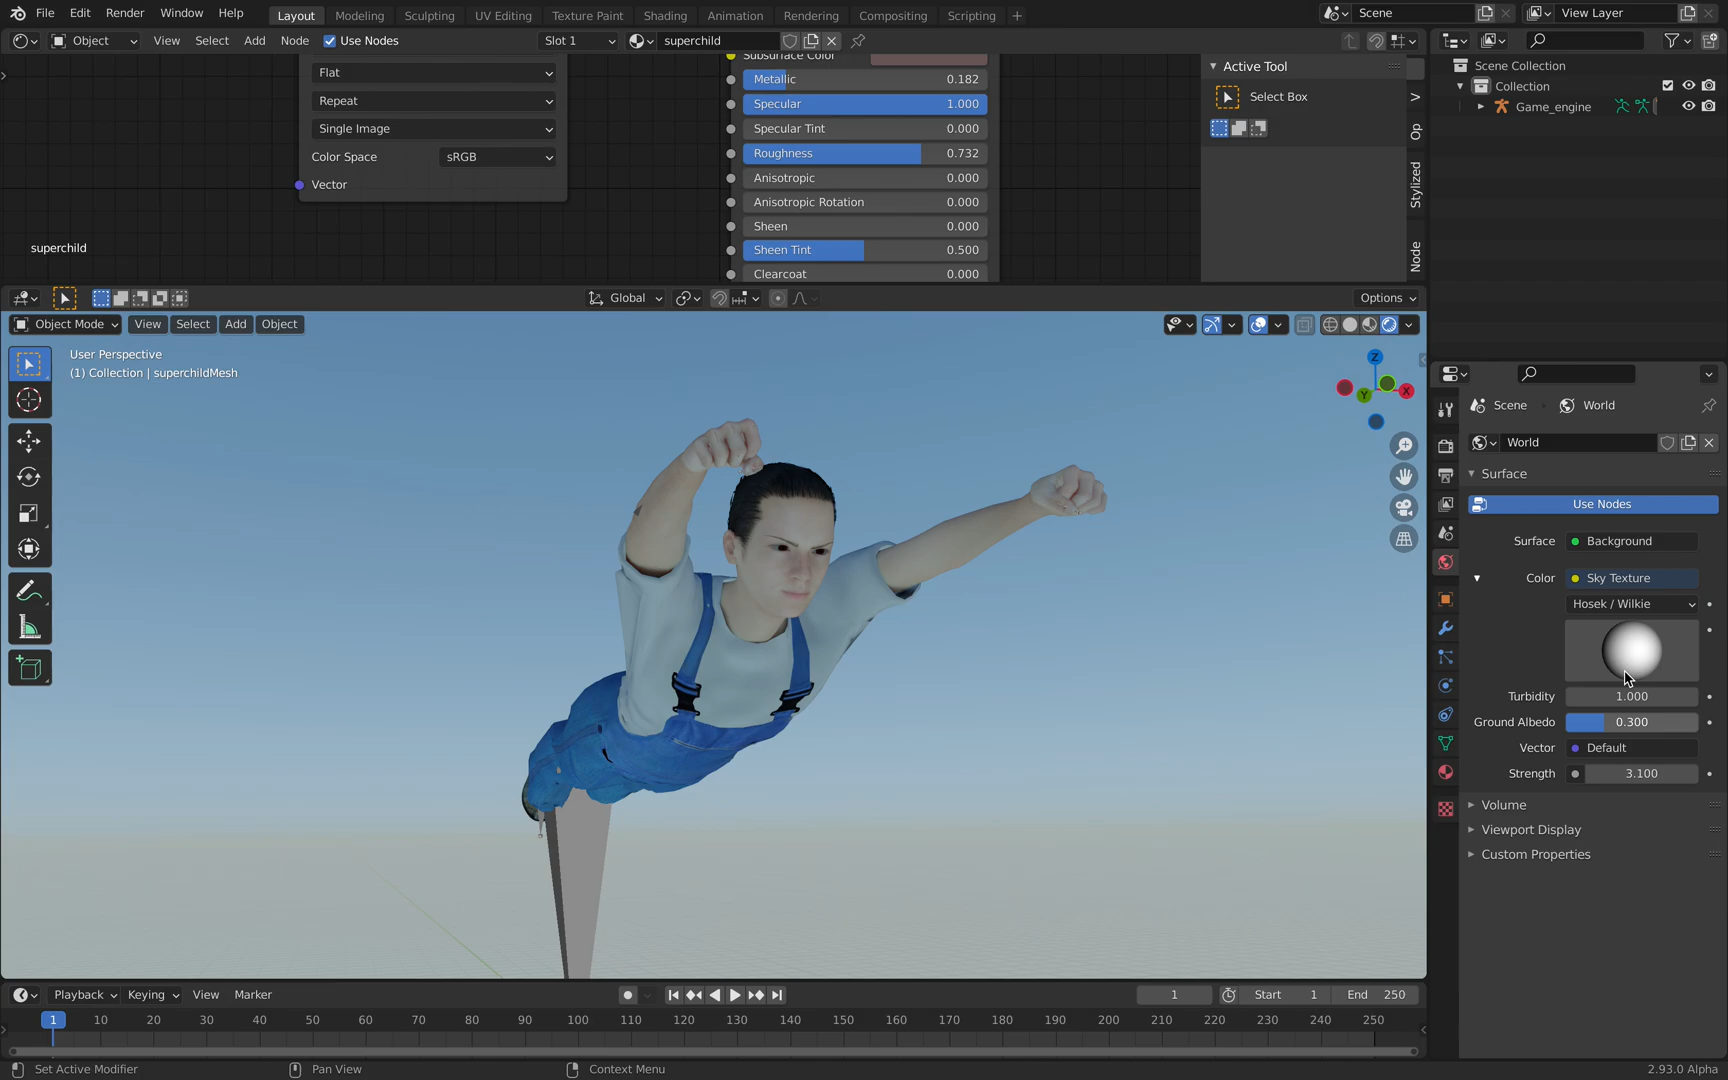 File Edit Render Window Help Layout Modeling Sculpting UV Editing Texture Paint Shading Animation Rendering Compositing Scripting + Scene View Layer
Object View Select Add Node Use Nodes Slot 1 superchild
Flat
Repeat
Single Image
Color Space sRGB
Vector
superchild
Subsurface Color
Metallic 0.182
Specular 1.000
Specular Tint 0.000
Roughness 0.732
Anisotropic 0.000
Anisotropic Rotation 0.000
Sheen 0.000
Sheen Tint 0.500
Clearcoat 0.000
Active Tool
Select Box
V
Op
Stylized
Node
Scene Collection
Collection
Game_engine
Global Options
Object Mode View Select Add Object
User Perspective
(1) Collection | superchildMesh
Z
X
Y
Scene World
World
Surface
Use Nodes
Surface Background
Color Sky Texture
Hosek / Wilkie
Turbidity 1.000
Ground Albedo 0.300
Vector Default
Strength 3.100
Volume
Viewport Display
Custom Properties
Playback Keying View Marker 1 Start 1 End 250
1 10 20 30 40 50 60 70 80 90 100 110 120 130 140 150 160 170 180 190 200 210 220 230 240 250
Set Active Modifier Pan View Context Menu 2.93.0 Alpha